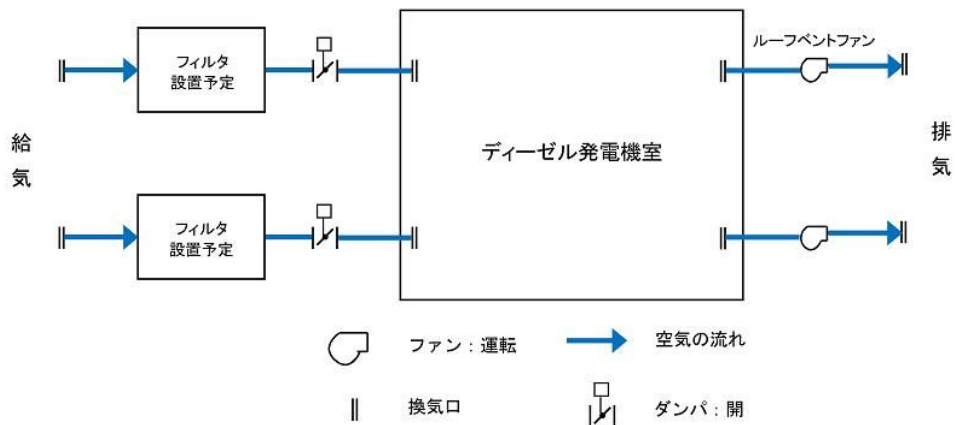 ルーフベントファン
フィルタ
設置予定
給気
ディーゼル発電機室
排気
フィルタ
設置予定
ファン：運転
空気の流れ
換気口
ダンパ：開